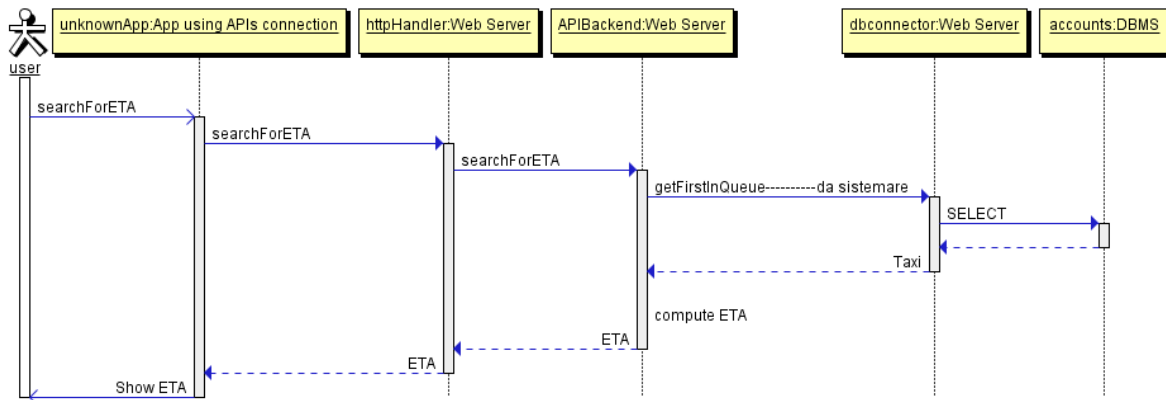 unknownApp:App using APIs connection
httpHandler:Web Server
APIBackend:Web Server
dbconnector:Web Server
accounts:DBMS
user
searchForETA
searchForETA
searchForETA
getFirstInQueue----------da sistemare
SELECT
Taxi
compute ETA
ETA
ETA
Show ETA